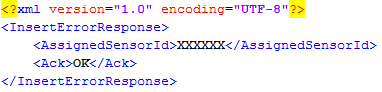 <?xml version="1.0" encoding="UTF-8"?>
<InsertErrorResponse>
    <AssignedSensorId>XXXXXX</AssignedSensorId>
    <Ack>OK</Ack>
</InsertErrorResponse>